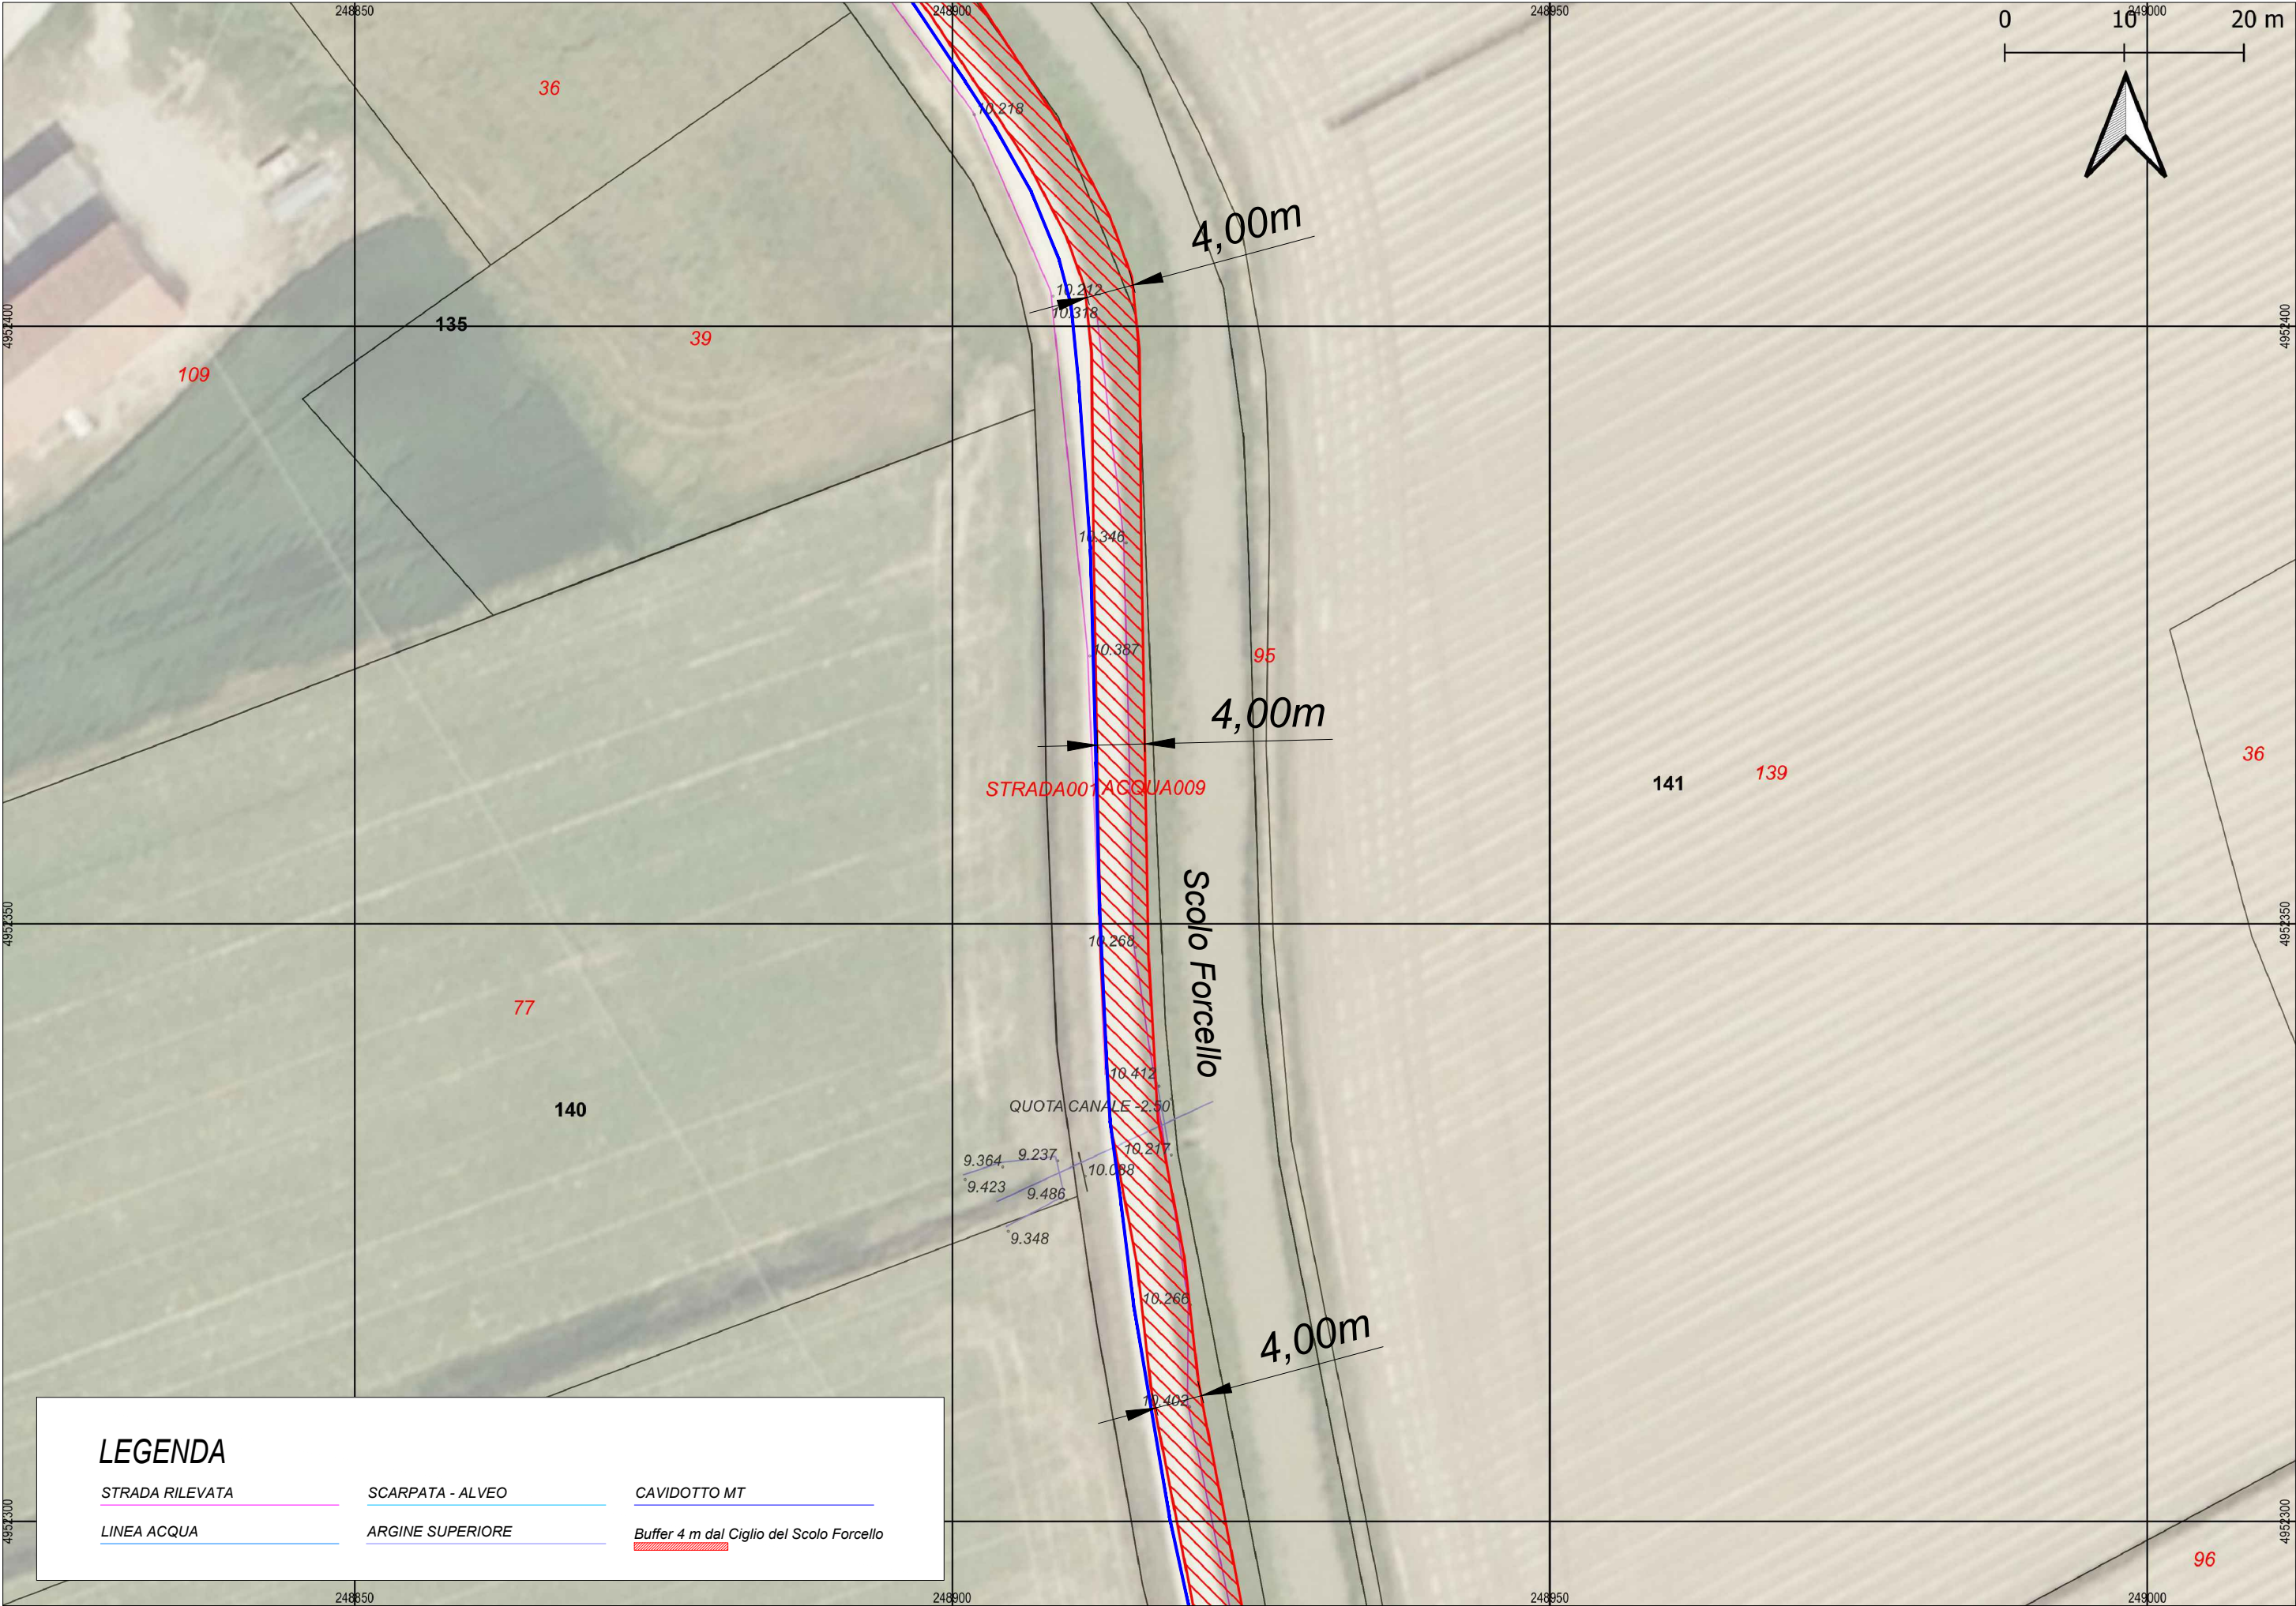 248850
248900
248950
249000
0 10 20 m
36
10.218
4,00m
10.212
10.318
4952400
4952400
135
39
109
10.346
10.387
95
4,00m
36
139
141
STRADA001 ACQUA009
Scolo Forcello
4952350
4952350
10.268
77
10.412
QUOTA CANALE -2.50
140
10.217
9.364
9.237
10.088
9.423
9.486
9.348
10.266
4,00m
10.402
LEGENDA
STRADA RILEVATA
SCARPATA - ALVEO
CAVIDOTTO MT
LINEA ACQUA
ARGINE SUPERIORE
Buffer 4 m dal Ciglio del Scolo Forcello
4952300
4952300
96
248850
248900
248950
249000